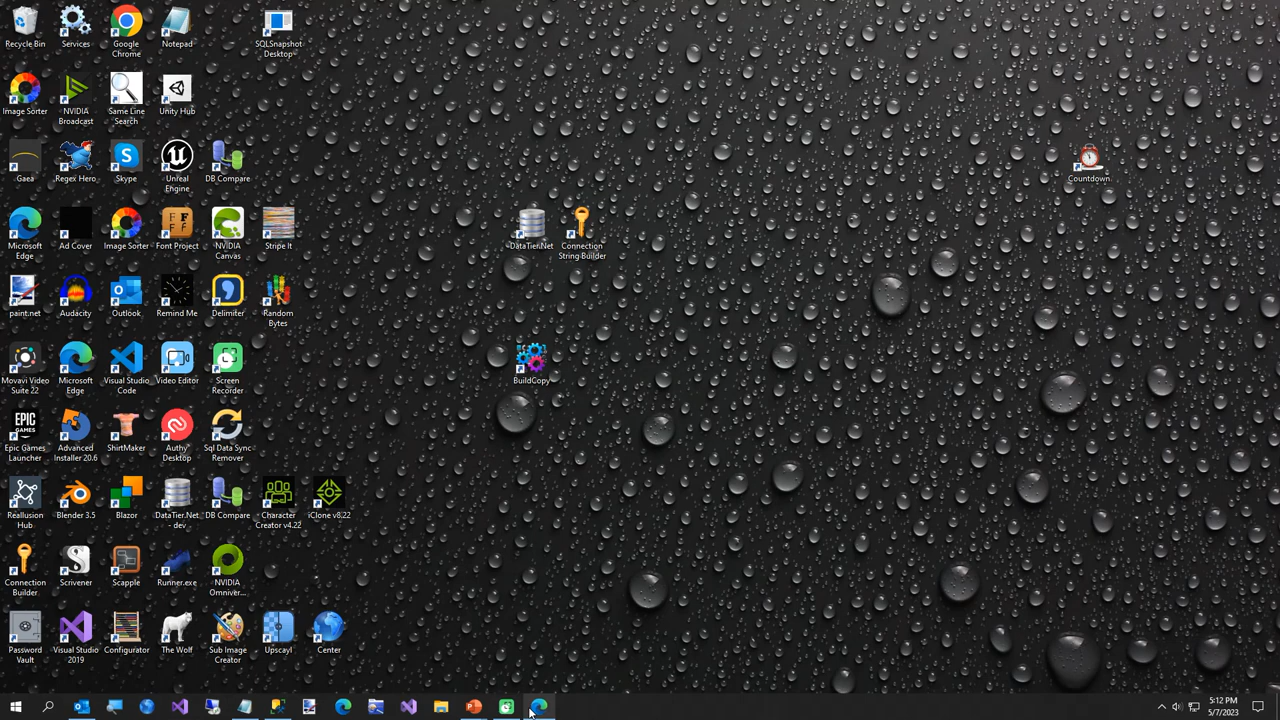 Recycle Bin
Services
Google
Chrome
Notepad
SQLSnapshot
Desktop
Image Sorter
NVIDIA
Broadcast
Same Line
Search
Unity Hub
Countdown
Gaea
Regex Hero
Skype
Unreal
Engine
DB Compare
Microsoft
Edge
Ad Cover
Image Sorter
Font Project
NVIDIA
Canvas
Stripe It
DataTier.Net
Connection
String Builder
paint.net
Audacity
Outlook
Remind Me
Delimiter
Random
Bytes
Movavi Video
Suite 22
Microsoft
Edge
Visual Studio
Code
Video Editor
Screen
Recorder
BuildCopy
EPIC
GAMES
Epic Games
Launcher
Advanced
Installer 20.6
ShirtMaker
Authy
Desktop
Sql Data Sync
Remover
Reallusion
Hub
Blender 3.5
Blazor
DataTier.Net
- dev
DB Compare
Character
Creator v4.22
iClone v8.22
Connection
Builder
Scrivener
Scapple
Runner.exe
NVIDIA
Omniver...
Password
Vault
Visual Studio
2019
Configurator
The Wolf
Sub Image
Creator
Upscayl
Center
5:12 PM
5/7/2023